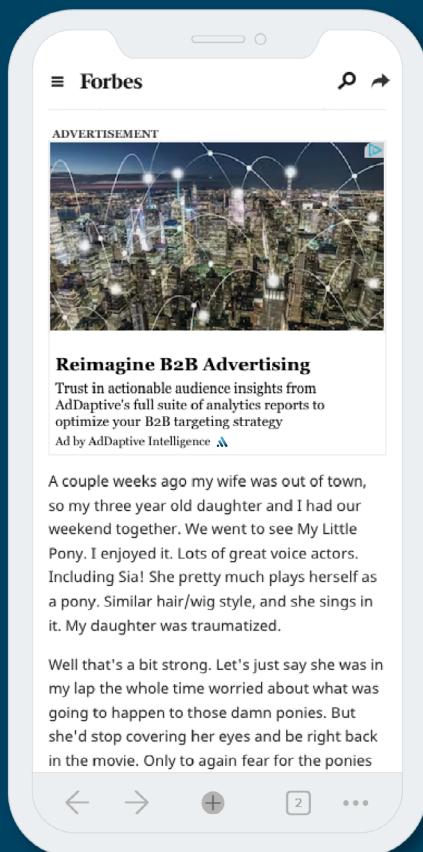 Forbes
ADVERTISEMENT
Reimagine B2B Advertising
Trust in actionable audience insights from
AdDaptive's full suite of analytics reports to
optimize your B2B targeting strategy
Ad by AdDaptive Intelligence
A couple weeks ago my wife was out of town,
so my three year old daughter and I had our
weekend together. We went to see My Little
Pony. I enjoyed it. Lots of great voice actors.
Including Sia! She pretty much plays herself as
a pony. Similar hair/wig style, and she sings in
it. My daughter was traumatized.
Well that's a bit strong. Let's just say she was in
my lap the whole time worried about what was
going to happen to those damn ponies. But
she'd stop covering her eyes and be right back
in the movie. Only to again fear for the ponies
2